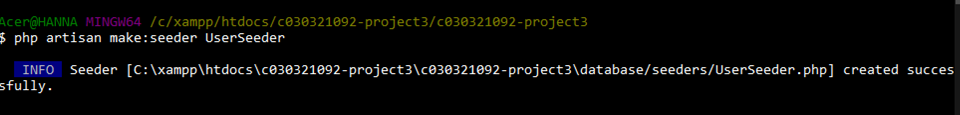 Acer@HANNA MINGW64 /c/xampp/htdocs/c030321092-project3/c030321092-project3
$ php artisan make:seeder UserSeeder
INFO Seeder [C:\xampp\htdocs\c030321092-project3\c030321092-project3\database/seeders/UserSeeder.php] created succes
sfully.